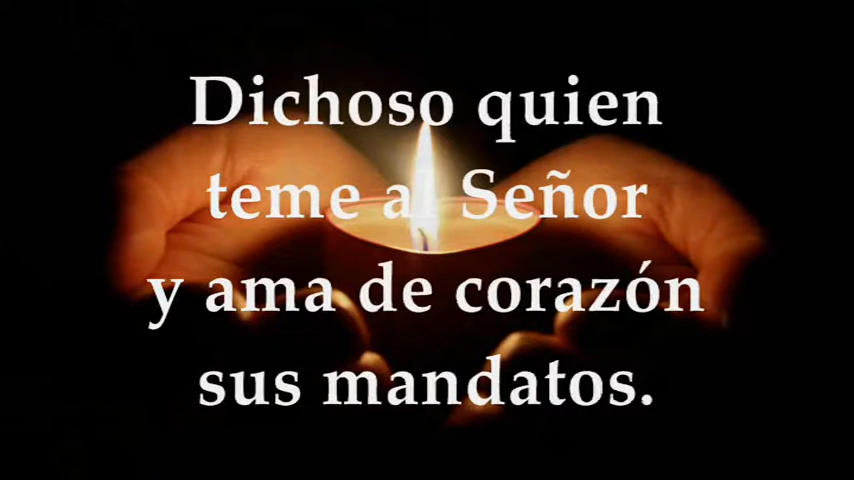 Dichoso quien
teme al Señor
y ama de corazón
sus mandatos.